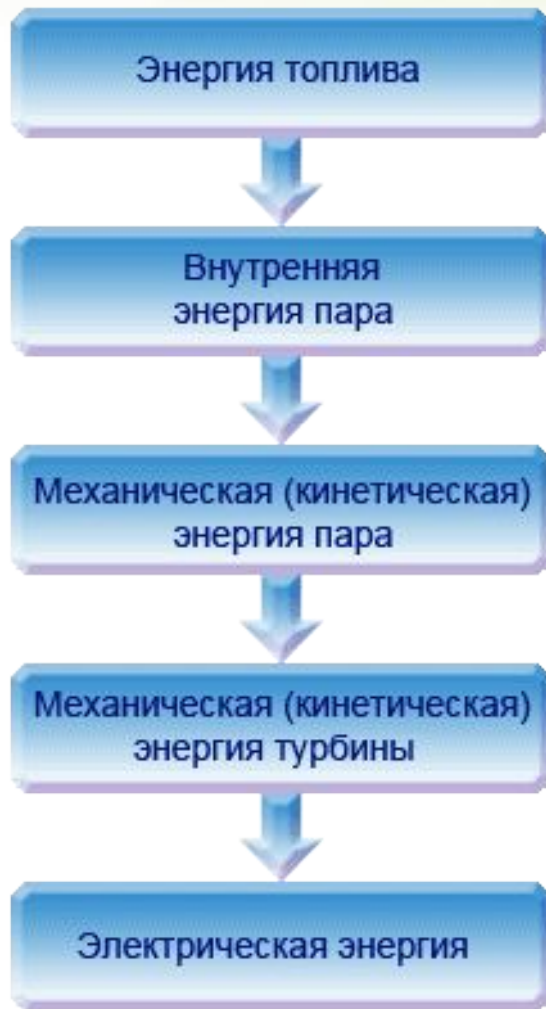 Энергия топлива
Внутренняя
энергия пара
Механическая (кинетическая)
энергия пара
Механическая (кинетическая)
энергия турбины
Электрическая энергия